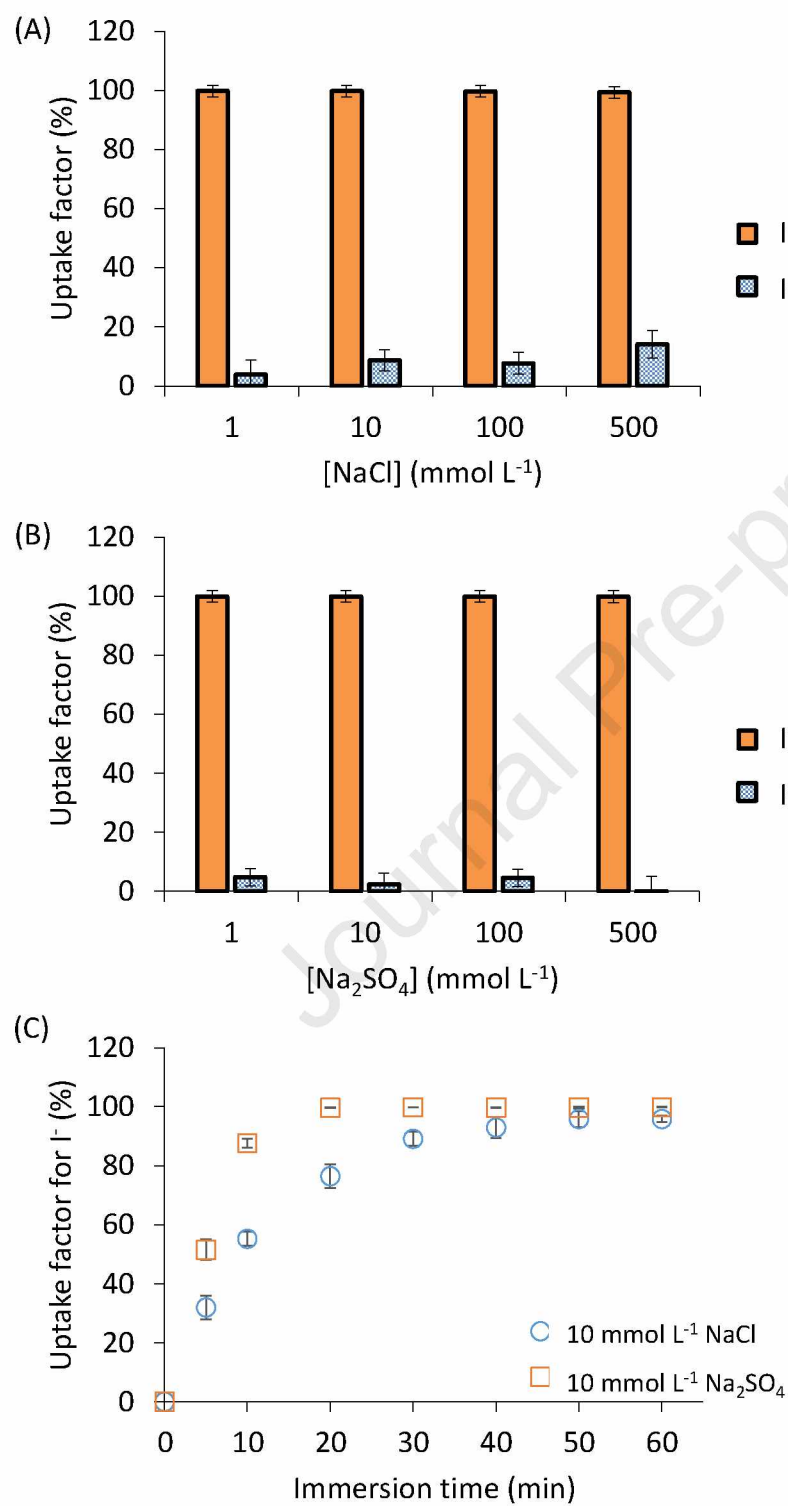 (A)
120
100
80
60
40
20
0
Uptake factor (%)
1 10 100 500
[NaCl] (mmol L⁻¹)
I
I
(B)
120
100
80
60
40
20
0
Uptake factor (%)
1 10 100 500
[Na₂SO₄] (mmol L⁻¹)
I
I
Journal Pre-pr
(C)
120
100
80
60
40
20
0
Uptake factor for I⁻ (%)
10 mmol L⁻¹ NaCl
10 mmol L⁻¹ Na₂SO₄
0 10 20 30 40 50 60
Immersion time (min)